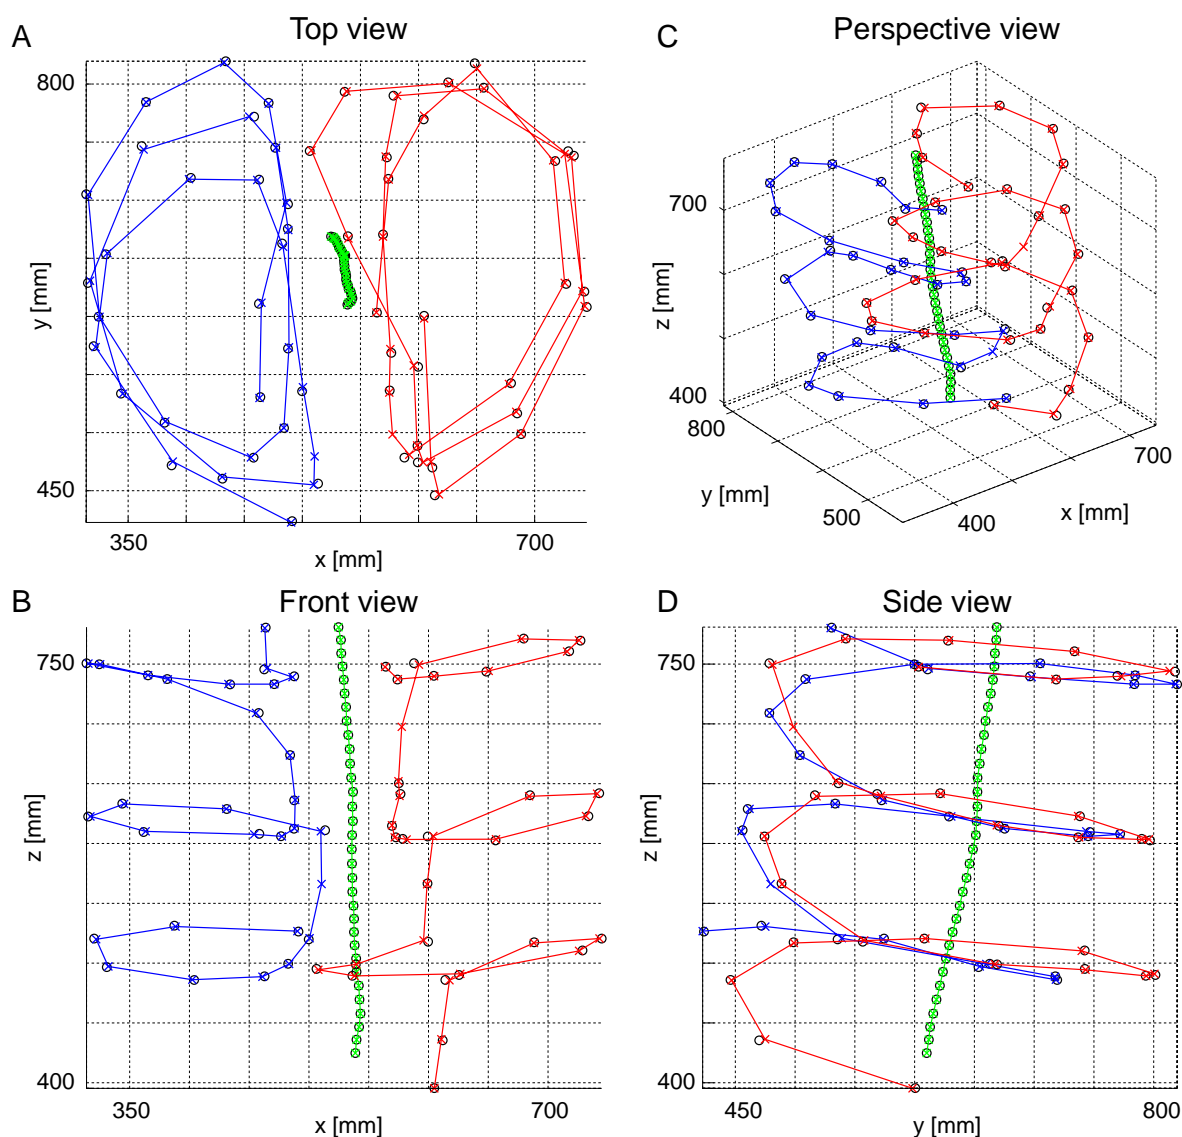 A
Top view
800
y [mm]
450
350
700
x [mm]
C
Perspective view
z [mm]
700
400
800
y [mm]
500
400
x [mm]
700
B
Front view
750
z [mm]
400
350
700
x [mm]
D
Side view
750
z [mm]
400
450
y [mm]
800